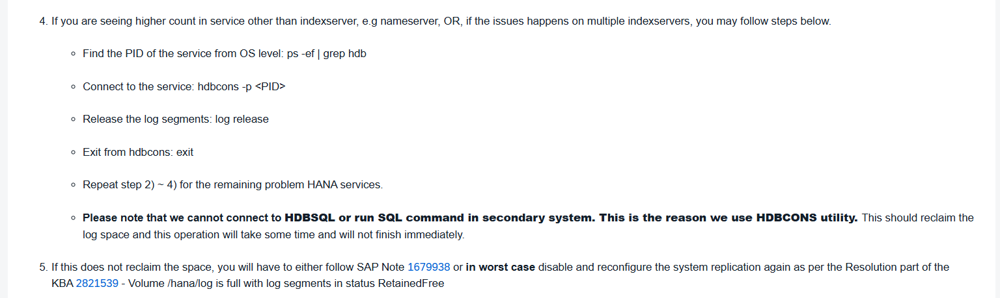 4. If you are seeing higher count in service other than indexserver, e.g nameserver, OR, if the issues happens on multiple indexservers, you may follow steps below.
Find the PID of the service from OS level: ps -ef | grep hdb
Connect to the service: hdbcons -p <PID>
Release the log segments: log release
Exit from hdbcons: exit
Repeat step 2) ~ 4) for the remaining problem HANA services.
Please note that we cannot connect to HDBSQL or run SQL command in secondary system. This is the reason we use HDBCONS utility. This should reclaim the
log space and this operation will take some time and will not finish immediately.
5. If this does not reclaim the space, you will have to either follow SAP Note 1679938 or in worst case disable and reconfigure the system replication again as per the Resolution part of the
KBA 2821539 - Volume /hana/log is full with log segments in status RetainedFree